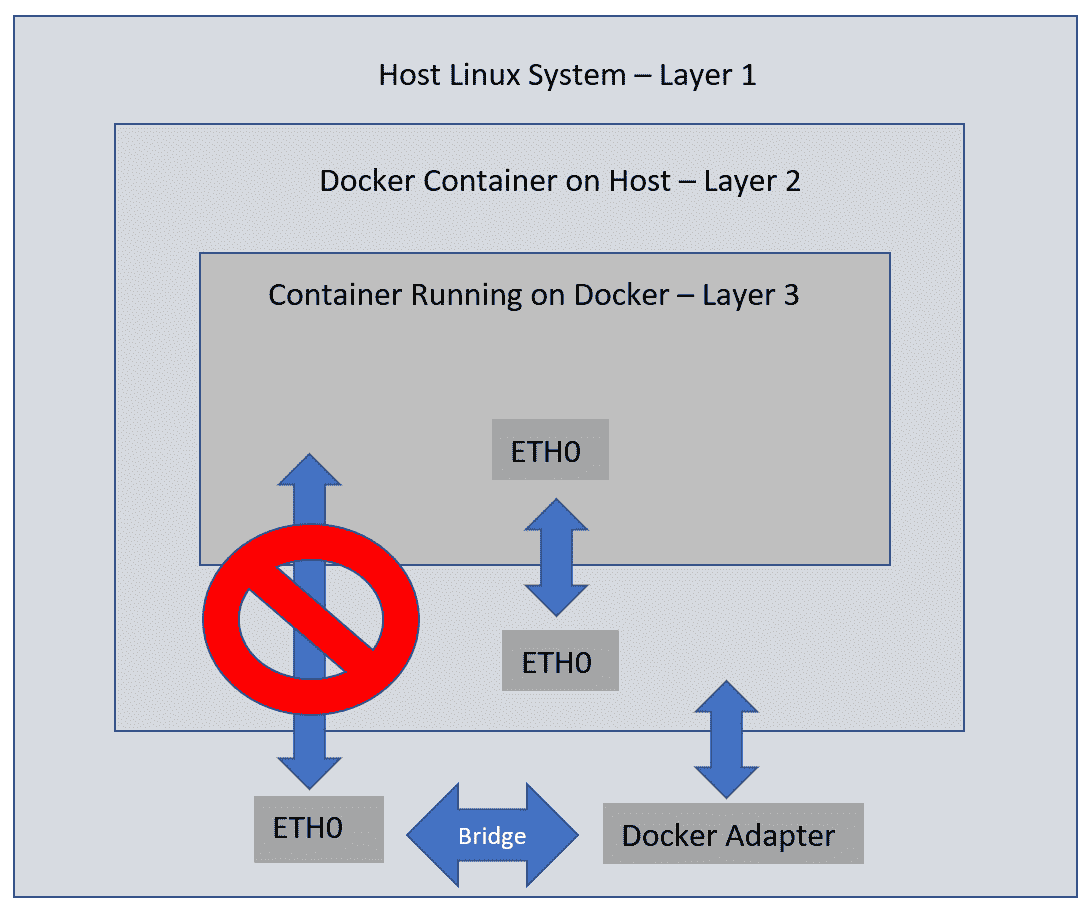 Host Linux System – Layer 1
Docker Container on Host – Layer 2
Container Running on Docker – Layer 3
ETH0
ETH0
ETH0
Bridge
Docker Adapter